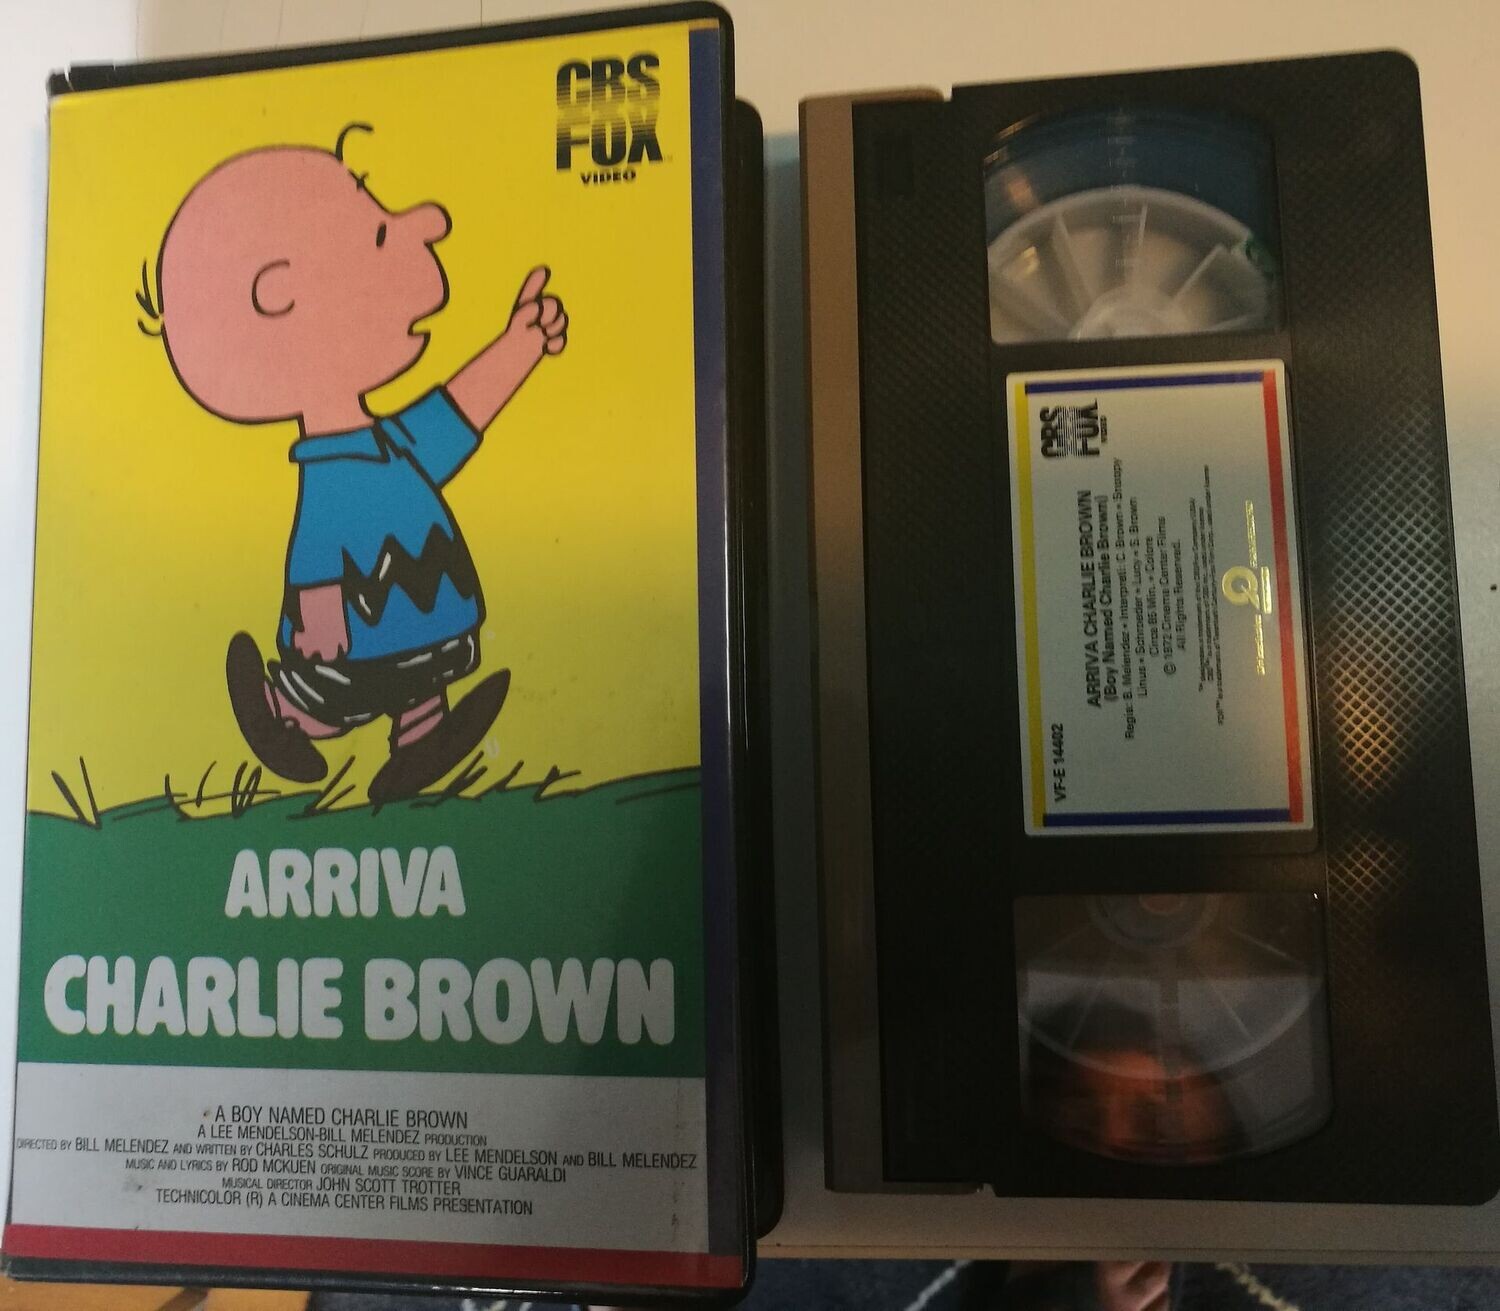 CBS
FOX
VIDEO
ARRIVA
CHARLIE BROWN
A BOY NAMED CHARLIE BROWN
A LEE MENDELSON-BILL MELENDEZ PRODUCTION
DIRECTED BY BILL MELENDEZ AND WRITTEN BY CHARLES SCHULZ PRODUCED BY LEE MENDELSON AND BILL MELENDEZ
MUSIC AND LYRICS BY ROD MCKUEN ORIGINAL MUSIC SCORE BY VINCE GUARALDI
MUSICAL DIRECTOR JOHN SCOTT TROTTER
TECHNICOLOR (R) A CINEMA CENTER FILMS PRESENTATION
CBS
FOX
VIDEO
VF-E 14402
ARRIVA CHARLIE BROWN
(Boy Named Charlie Brown)
Regia: B. Melendez • Interpreti: C. Brown • Snoopy
Linus • Schroeder • Lucy • S. Brown
Circa 85 Min. • Colore
© 1972 Cinema Center Films
All Rights Reserved.